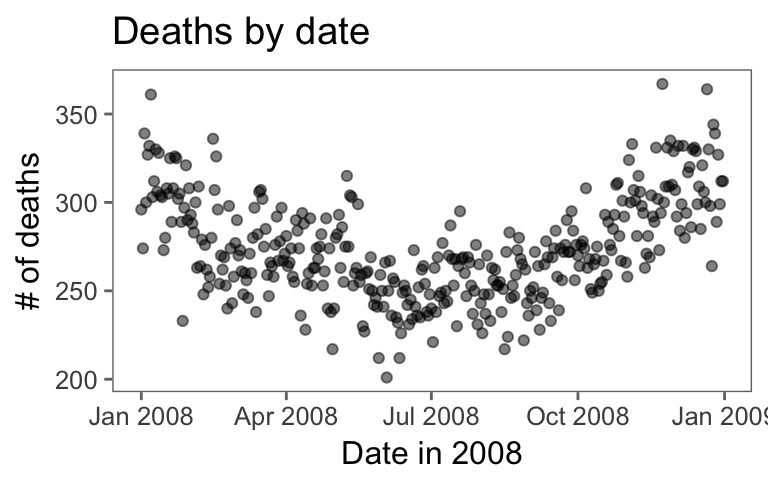 Deaths by date
# of deaths
350
300
250
200
Jan 2008 Apr 2008 Jul 2008 Oct 2008 Jan 2009
Date in 2008